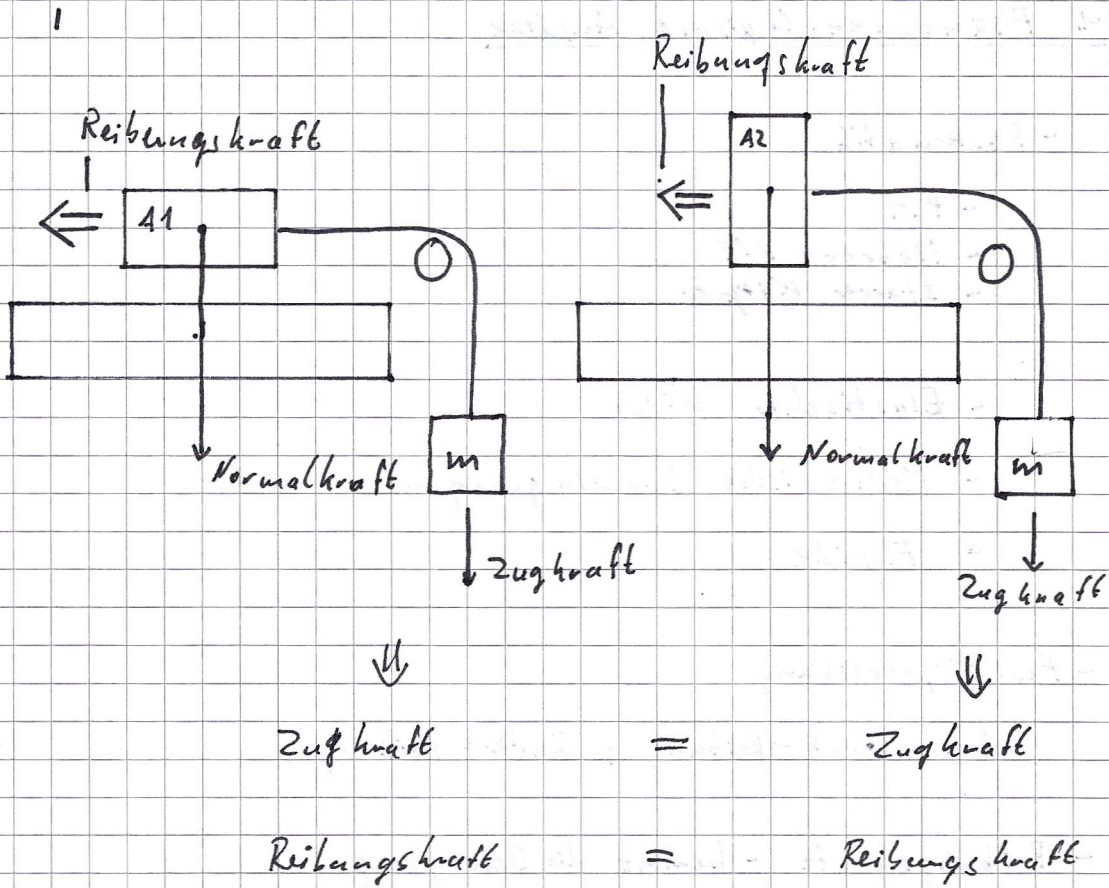 1
Reibungskraft
Reibungskraft
A2
A1
Normalkraft
m
Normalkraft
m
Zugkraft
Zugkraft
Zugkraft = Zugkraft
Reibungskraft = Reibungskraft